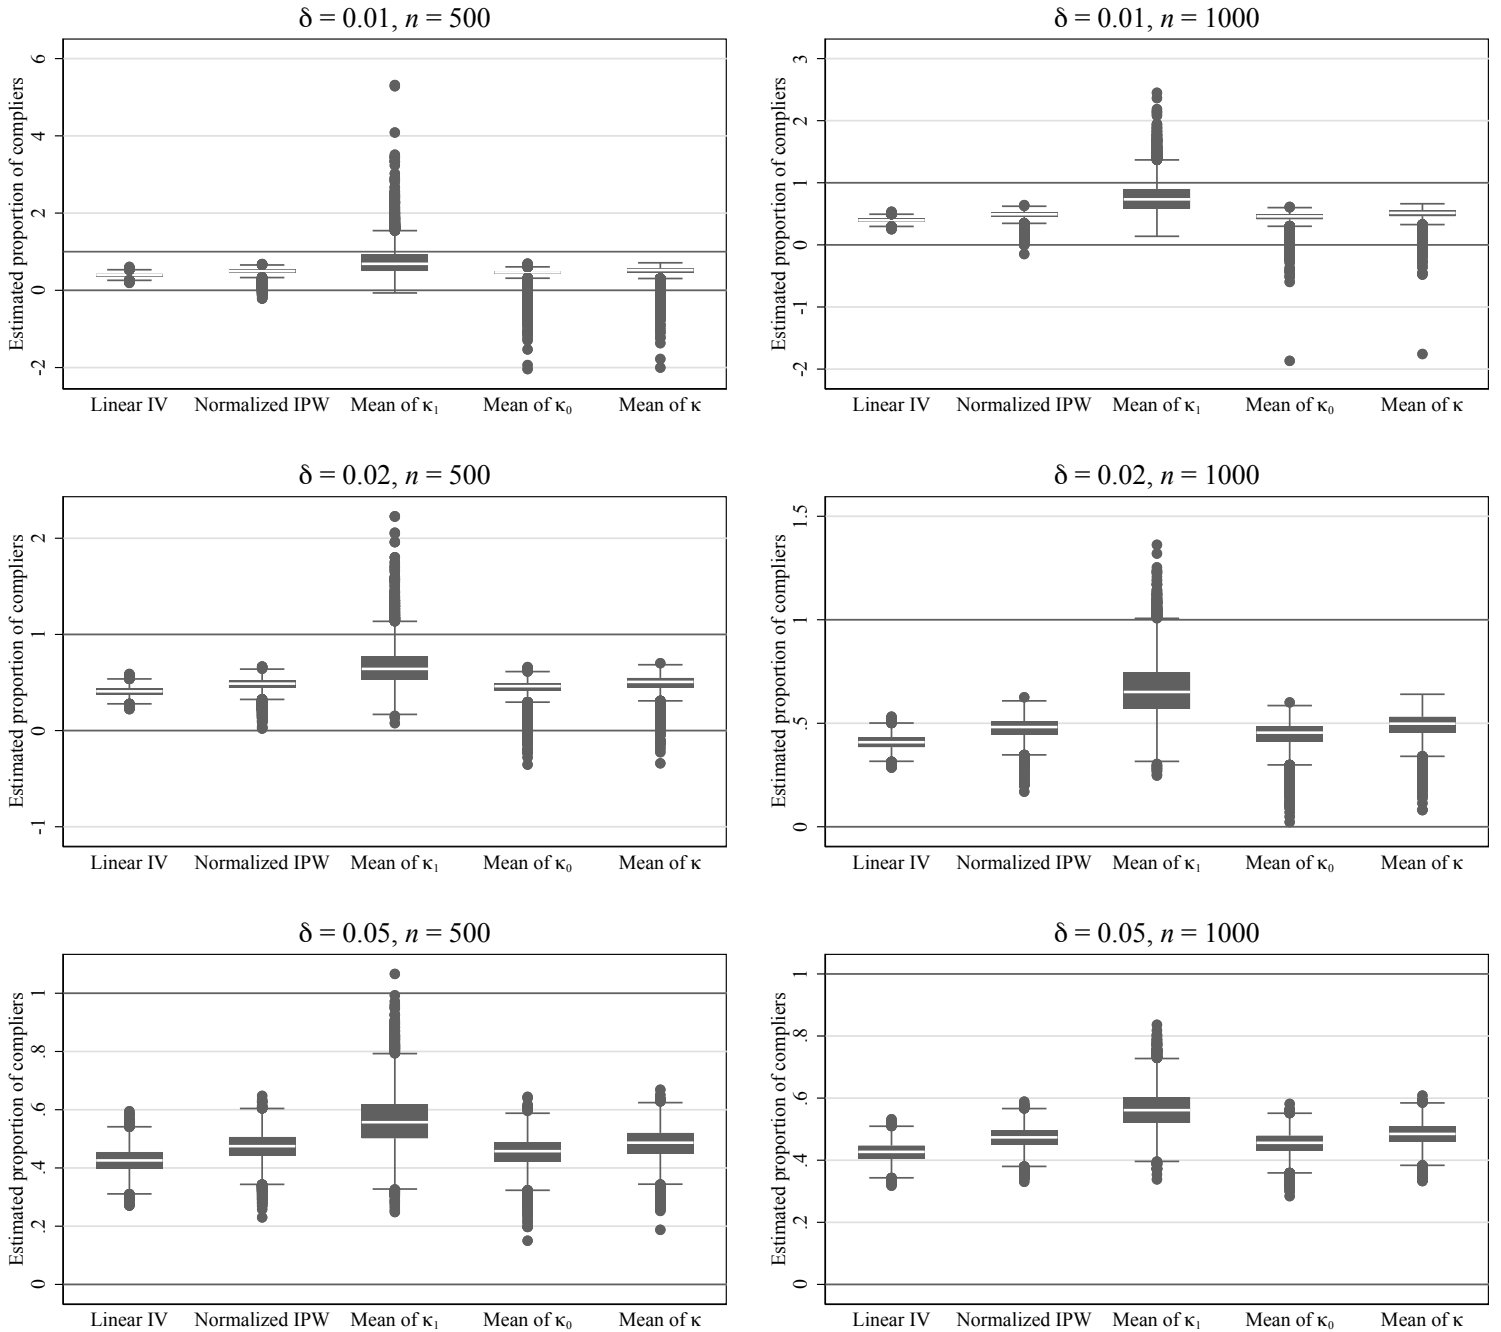 δ = 0.01, n = 500
Estimated proportion of compliers
6
4
2
0
-2
Linear IV Normalized IPW Mean of κ₁ Mean of κ₀ Mean of κ
δ = 0.01, n = 1000
Estimated proportion of compliers
3
2
1
0
-1
-2
Linear IV Normalized IPW Mean of κ₁ Mean of κ₀ Mean of κ
δ = 0.02, n = 500
Estimated proportion of compliers
2
1
0
-1
Linear IV Normalized IPW Mean of κ₁ Mean of κ₀ Mean of κ
δ = 0.02, n = 1000
Estimated proportion of compliers
1.5
1
.5
0
Linear IV Normalized IPW Mean of κ₁ Mean of κ₀ Mean of κ
δ = 0.05, n = 500
Estimated proportion of compliers
1
.8
.6
.4
.2
0
Linear IV Normalized IPW Mean of κ₁ Mean of κ₀ Mean of κ
δ = 0.05, n = 1000
Estimated proportion of compliers
1
.8
.6
.4
.2
0
Linear IV Normalized IPW Mean of κ₁ Mean of κ₀ Mean of κ